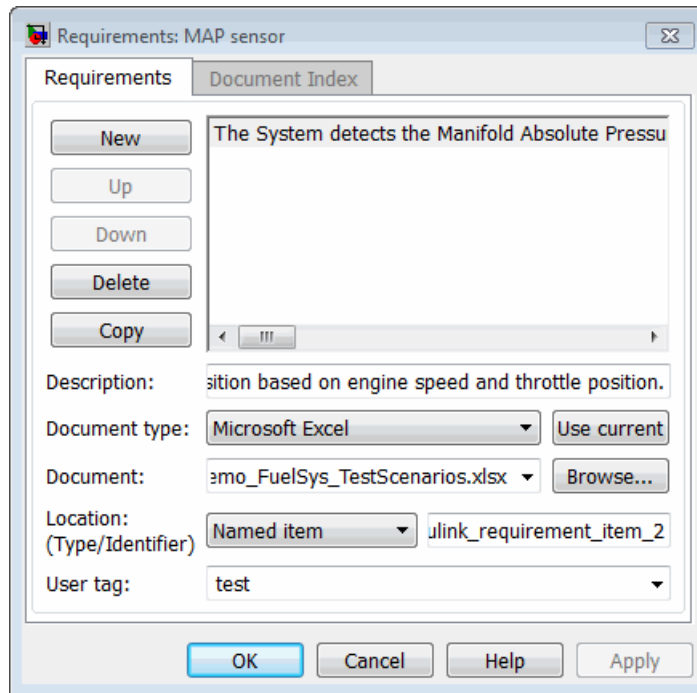 Requirements: MAP sensor
Requirements Document Index
New The System detects the Manifold Absolute Pressu
Up
Down
Delete
Copy
Description: sition based on engine speed and throttle position.
Document type: Microsoft Excel Use current
Document: emo_FuelSys_TestScenarios.xlsx Browse...
Location:
(Type/Identifier) Named item ulink_requirement_item_2
User tag: test
OK Cancel Help Apply